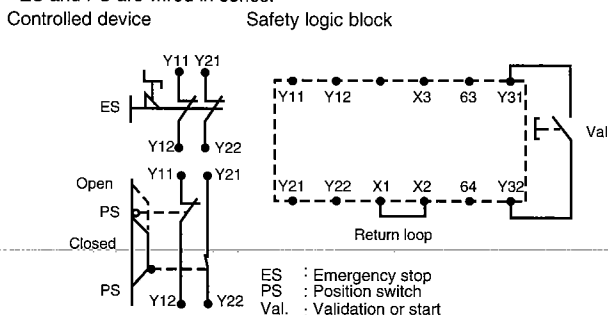 ES and PS are wired in series.
Controlled device Safety logic block
Y11 Y21
ES
Y12 Y22
Y11 Y21
Open
PS
Closed
PS
Y12 Y22
Y11 Y12 X3 63 Y31
Val
Y21 Y22 X1 X2 64 Y32
Return loop
ES : Emergency stop
PS : Position switch
Val. · Validation or start